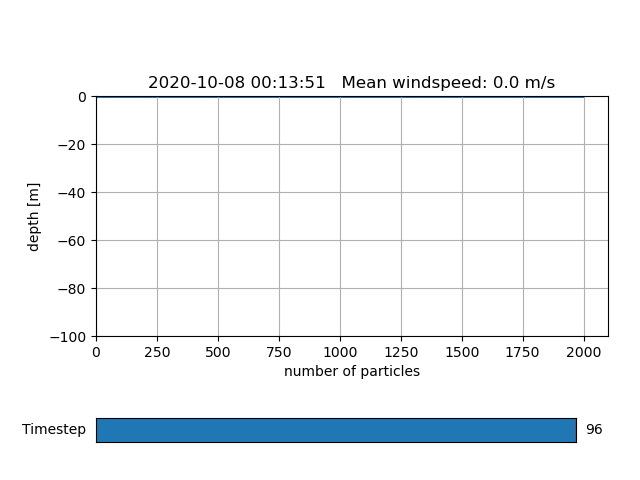 2020-10-08 00:13:51   Mean windspeed: 0.0 m/s
0
−20
−40
−60
−80
−100
depth [m]
0 250 500 750 1000 1250 1500 1750 2000
number of particles
Timestep 96